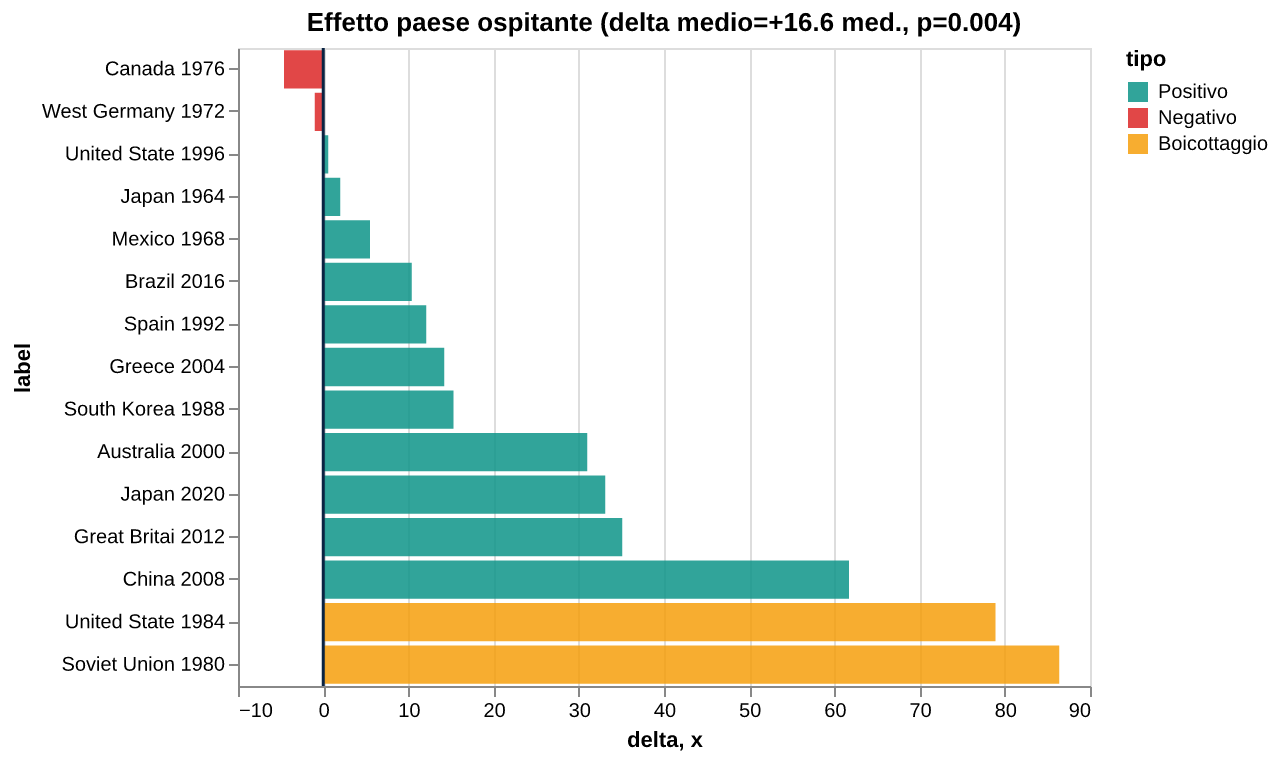 Effetto paese ospitante (delta medio=+16.6 med., p=0.004)
tipo
Positivo
Negativo
Boicottaggio
label
Canada 1976
West Germany 1972
United State 1996
Japan 1964
Mexico 1968
Brazil 2016
Spain 1992
Greece 2004
South Korea 1988
Australia 2000
Japan 2020
Great Britai 2012
China 2008
United State 1984
Soviet Union 1980
−10 0 10 20 30 40 50 60 70 80 90
delta, x